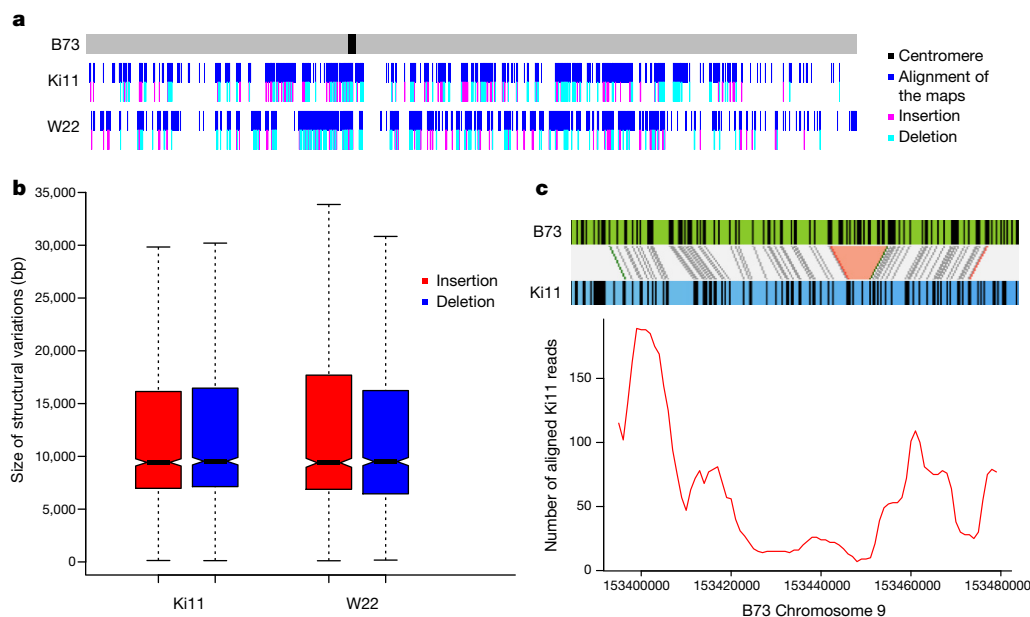 a
B73
Ki11
W22
Centromere
Alignment of
the maps
Insertion
Deletion
b
Size of structural variations (bp)
35,000
30,000
25,000
20,000
15,000
10,000
5,000
0
Insertion
Deletion
Ki11
W22
c
B73
Ki11
Number of aligned Ki11 reads
150
100
50
0
153400000
153420000
153440000
153460000
153480000
B73 Chromosome 9